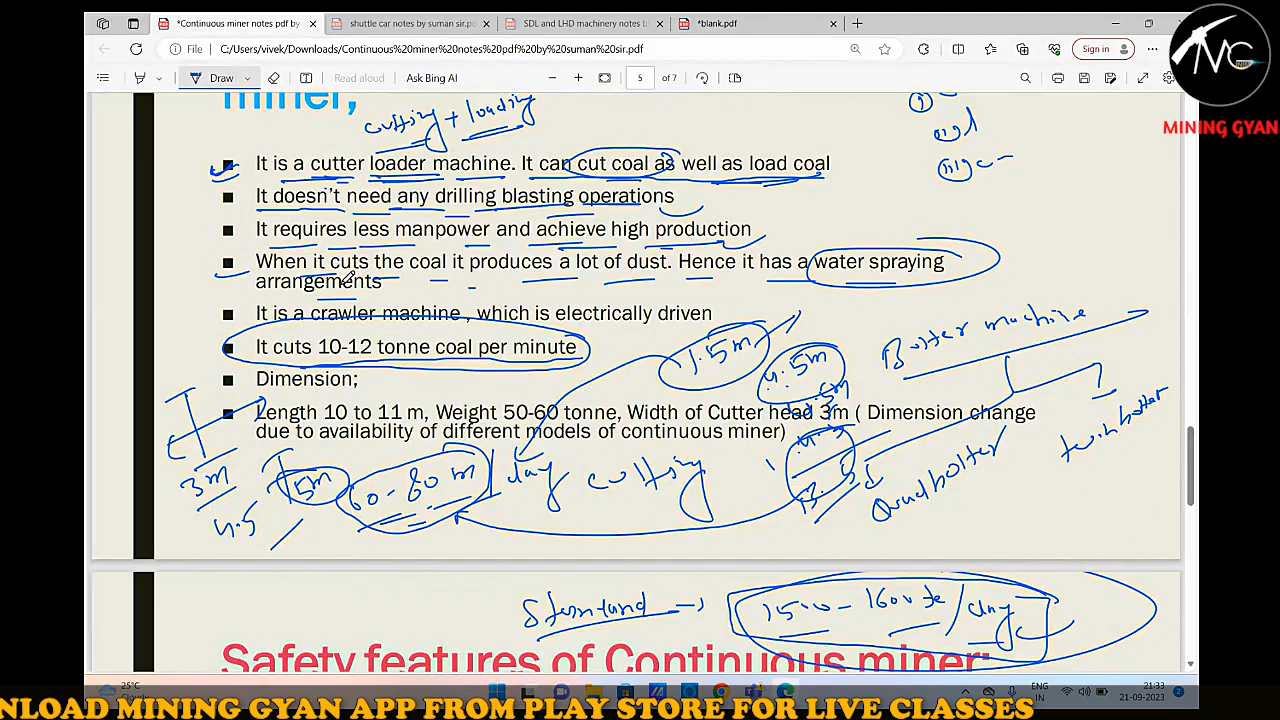 *Continuous miner notes pdf by
shuttle car notes by suman sir.pd
SDL and LHD machinery notes b
*blank.pdf
File
C:/Users/vivek/Downloads/Continuous%20miner%20notes%20pdf%20by%20suman%20sir.pdf
Sign in
Draw
Read aloud
Ask Bing AI
5
of 7
MG
MINING GYAN
miner;
cutting + loading
It is a cutter loader machine. It can cut coal as well as load coal
It doesn't need any drilling blasting operations
It requires less manpower and achieve high production
When it cuts the coal it produces a lot of dust. Hence it has a water spraying
arrangements
It is a crawler machine , which is electrically driven
It cuts 10-12 tonne coal per minute
Dimension;
Length 10 to 11 m, Weight 50-60 tonne, Width of Cutter head 3m ( Dimension change
due to availability of different models of continuous miner)
1.5m
4.5m
Bolter machine
Quad bolter
twin bolter
3m
4.5
5m
60-80 m / day cutting
13.5
Standard → 1500 - 1600 te/day
Safety features of Continuous miner;
25°C
Cloudy
ENG
IN
21:33
21-09-2023
NLOAD MINING GYAN APP FROM PLAY STORE FOR LIVE CLASSES